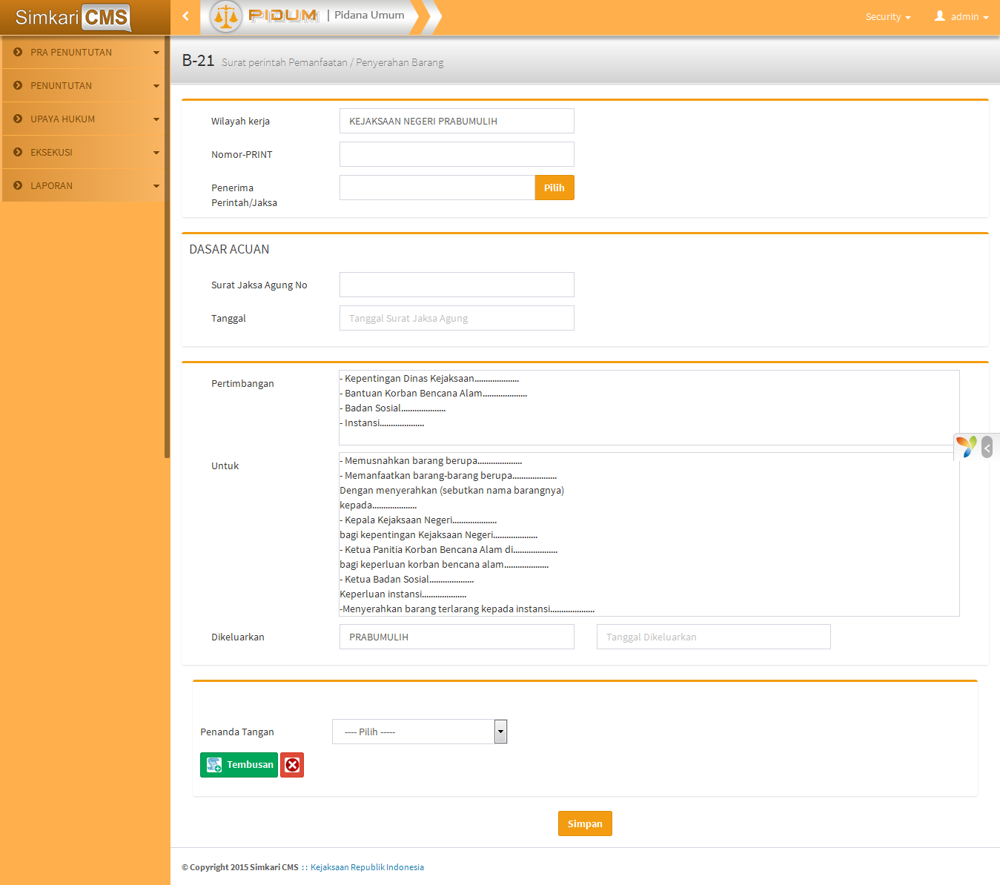 Simkari CMS
PIDUM | Pidana Umum
Security
admin
PRA PENUNTUTAN
PENUNTUTAN
UPAYA HUKUM
EKSEKUSI
LAPORAN
B-21 Surat perintah Pemanfaatan / Penyerahan Barang
Wilayah kerja
KEJAKSAAN NEGERI PRABUMULIH
Nomor-PRINT
Penerima
Perintah/Jaksa
Pilih
DASAR ACUAN
Surat Jaksa Agung No
Tanggal
Tanggal Surat Jaksa Agung
Pertimbangan
- Kepentingan Dinas Kejaksaan....................
- Bantuan Korban Bencana Alam....................
- Badan Sosial....................
- Instansi....................
Untuk
- Memusnahkan barang berupa....................
- Memanfaatkan barang-barang berupa....................
Dengan menyerahkan (sebutkan nama barangnya)
kepada....................
- Kepala Kejaksaan Negeri....................
bagi kepentingan Kejaksaan Negeri....................
- Ketua Panitia Korban Bencana Alam di....................
bagi keperluan korban bencana alam....................
- Ketua Badan Sosial....................
Keperluan instansi....................
-Menyerahkan barang terlarang kepada instansi....................
Dikeluarkan
PRABUMULIH
Tanggal Dikeluarkan
Penanda Tangan
---- Pilih -----
Tembusan
Simpan
© Copyright 2015 Simkari CMS :: Kejaksaan Republik Indonesia